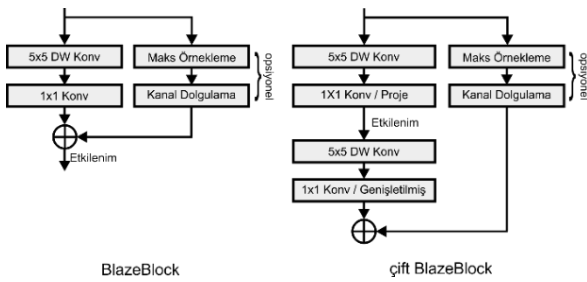 5x5 DW Konv
Maks Örnekleme
1x1 Konv
Kanal Dolgulama
opsiyonel
Etkilenim
BlazeBlock
5x5 DW Konv
Maks Örnekleme
1X1 Konv / Proje
Kanal Dolgulama
opsiyonel
Etkilenim
5x5 DW Konv
1x1 Konv / Genişletilmiş
çift BlazeBlock